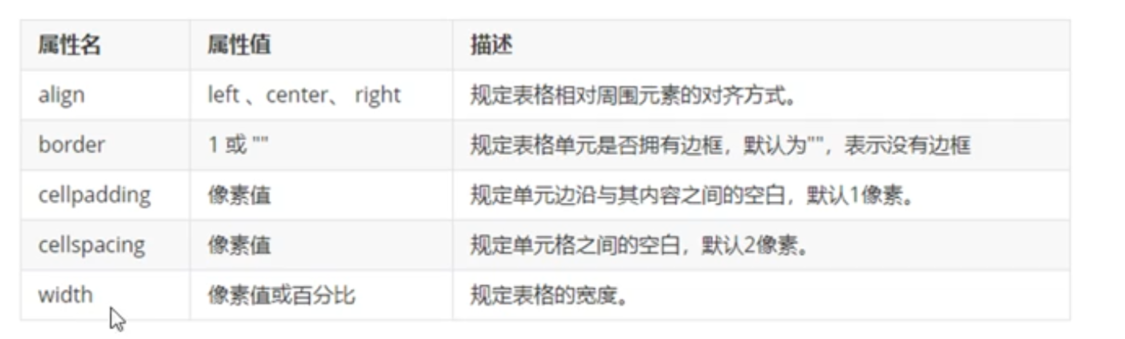 属性名 属性值 描述
align left 、center、 right 规定表格相对周围元素的对齐方式。
border 1 或 "" 规定表格单元是否拥有边框，默认为""，表示没有边框
cellpadding 像素值 规定单元边沿与其内容之间的空白，默认1像素。
cellspacing 像素值 规定单元格之间的空白，默认2像素。
width 像素值或百分比 规定表格的宽度。